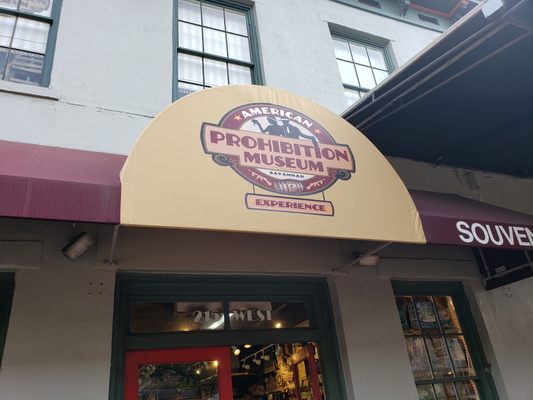 AMERICAN
PROHIBITION
MUSEUM
SAVANNAH
EXPERIENCE
SOUVEN
215 WEST